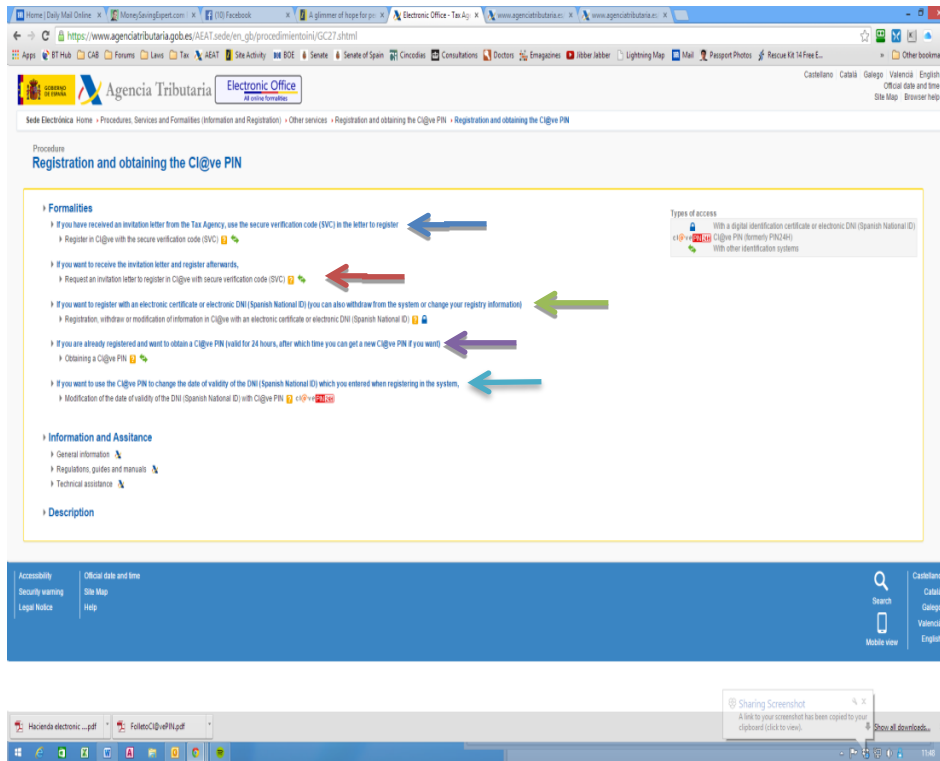 Home | Daily Mail Online
MoneySavingExpert.com
(10) Facebook
A glimmer of hope for pr
Electronic Office - Tax Ag
www.agenciatributaria.es
www.agenciatributaria.es
https://www.agenciatributaria.gob.es/AEAT.sede/en_gb/procedimientoini/GC27.shtml
Apps BT Hub CAB Forums Laws Tax AEAT Site Activity BOE Senate Senate of Spain Cincodias Consultations Doctors Emagazines Jibber Jabber Lightning Map Mail Passport Photos Rescue Kit 14 Free E... » Other bookma
Castellano Català Galego Valencià English
Official date and time
Site Map Browser help
GOBIERNO DE ESPAÑA
Agencia Tributaria
Electronic Office
All online formalities
Sede Electrónica Home Procedures, Services and Formalities (Information and Registration) Other services Registration and obtaining the Cl@ve PIN Registration and obtaining the Cl@ve PIN
Procedure
Registration and obtaining the Cl@ve PIN
Formalities
If you have received an invitation letter from the Tax Agency, use the secure verification code (SVC) in the letter to register
Register in Cl@ve with the secure verification code (SVC)
If you want to receive the invitation letter and register afterwards,
Request an invitation letter to register in Cl@ve with secure verification code (SVC)
If you want to register with an electronic certificate or electronic DNI (Spanish National ID) (you can also withdraw from the system or change your registry information)
Registration, withdraw or modification of information in Cl@ve with an electronic certificate or electronic DNI (Spanish National ID)
If you are already registered and want to obtain a Cl@ve PIN (valid for 24 hours, after which time you can get a new Cl@ve PIN if you want)
Obtaining a Cl@ve PIN
If you want to use the Cl@ve PIN to change the date of validity of the DNI (Spanish National ID) which you entered when registering in the system,
Modification of the date of validity of the DNI (Spanish National ID) with Cl@ve PIN cl@ve PIN24H
Types of access
With a digital identification certificate or electronic DNI (Spanish National ID)
cl@ve PIN24H Cl@ve PIN (formerly PIN24H)
With other identification systems
Information and Assitance
General information
Regulations, guides and manuals
Technical assistance
Description
Accessibility
Security warning
Legal Notice
Official date and time
Site Map
Help
Search
Mobile view
Castellano
Català
Galego
Valencià
English
Sharing Screenshot
A link to your screenshot has been copied to your
clipboard (click to view).
Hacienda electronic ....pdf
FolletoCl@vePIN.pdf
Show all downloads...
11:48